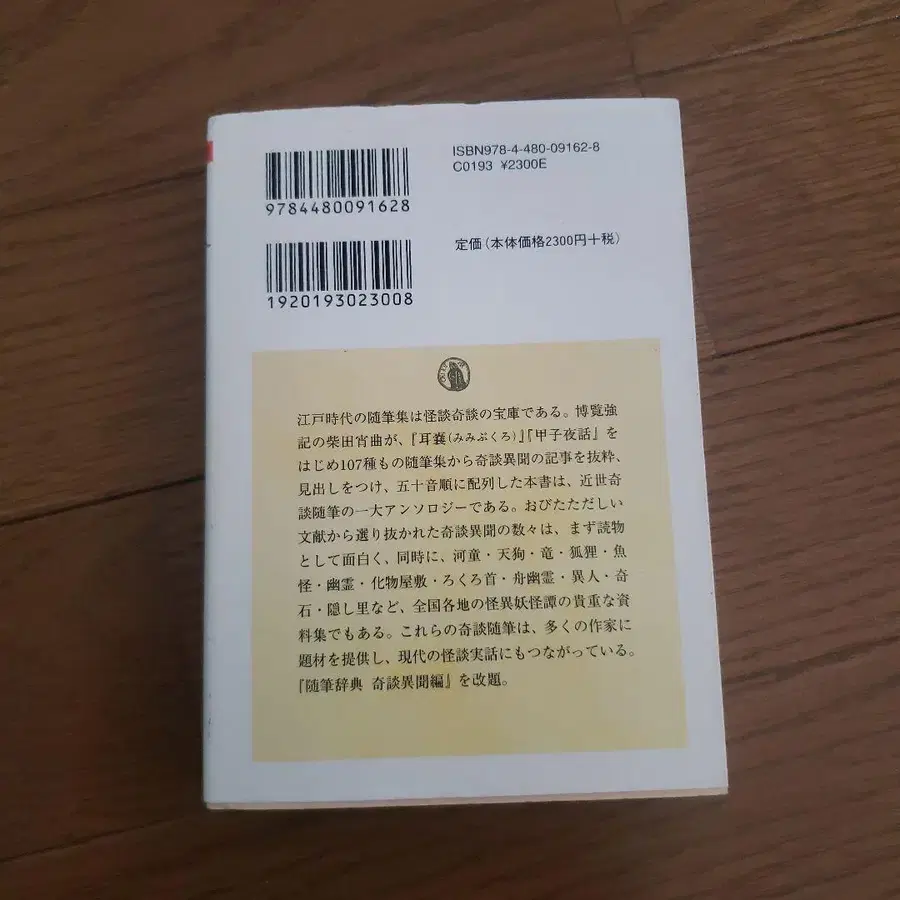 ISBN978-4-480-09162-8
C0193 ¥2300E
9784480091628
定価(本体価格2300円+税)
1920193023008
江戸時代の随筆集は怪談奇談の宝庫である。博覧強
記の柴田宵曲が、『耳嚢(みみぶくろ)』『甲子夜話』を
はじめ107種もの随筆集から奇談異聞の記事を抜粋、
見出しをつけ、五十音順に配列した本書は、近世奇
談随筆の一大アンソロジーである。おびただしい
文献から選り抜かれた奇談異聞の数々は、まず読物
として面白く、同時に、河童・天狗・竜・狐狸・魚
怪・幽霊・化物屋敷・ろくろ首・舟幽霊・異人・奇
石・隠し里など、全国各地の怪異妖怪譚の貴重な資
料集でもある。これらの奇談随筆は、多くの作家に
題材を提供し、現代の怪談実話にもつながっている。
『随筆辞典 奇談異聞編』を改題。